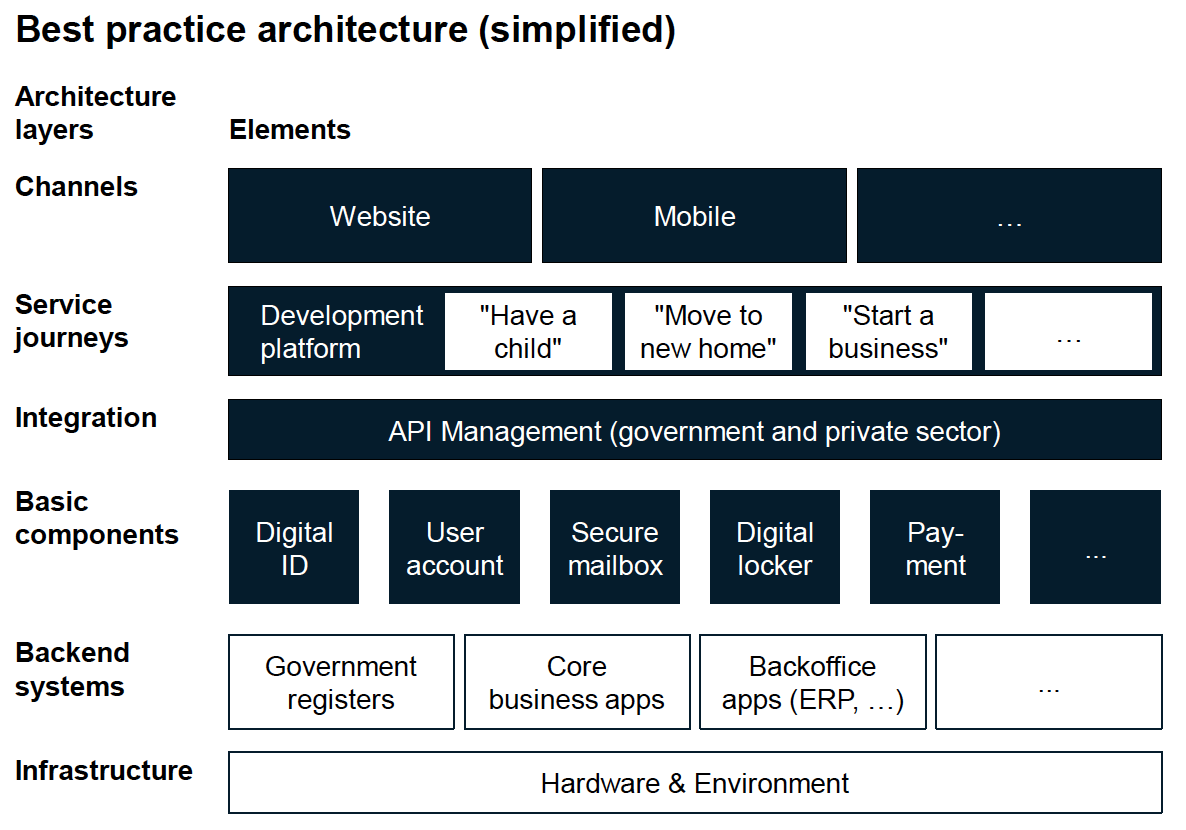 Best practice architecture (simplified)
Architecture
layers
Elements
Channels
Website
Mobile
…
Service
journeys
Development
platform
"Have a
child"
"Move to
new home"
"Start a
business"
…
Integration
API Management (government and private sector)
Basic
components
Digital
ID
User
account
Secure
mailbox
Digital
locker
Pay-
ment
…
Backend
systems
Government
registers
Core
business apps
Backoffice
apps (ERP, …)
…
Infrastructure
Hardware & Environment